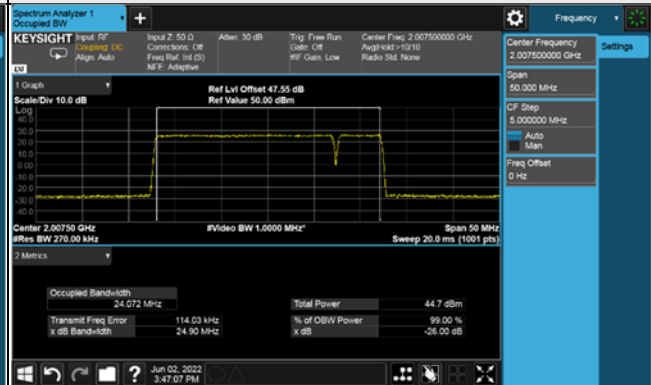 Spectrum Analyzer 1
Occupied BW
+
Frequency
KEYSIGHT
Input: RF
Coupling: DC
Align: Auto
Input Z: 50 Ω
Corrections: Off
Freq Ref: Int (S)
NFE: Adaptive
Atten: 30 dB
Trig: Free Run
Gate: Off
#IF Gain: Low
Center Freq: 2.007500000 GHz
Avg|Hold:>10/10
Radio Std: None
LXI
Center Frequency
2.007500000 GHz
Settings
Span
50.000 MHz
CF Step
5.000000 MHz
Auto
Man
Freq Offset
0 Hz
1 Graph
Scale/Div 10.0 dB
Ref Lvl Offset 47.55 dB
Ref Value 50.00 dBm
Log
40.0
30.0
20.0
10.0
0.00
-10.0
-20.0
-30.0
-40.0
Center 2.00750 GHz
#Res BW 270.00 kHz
#Video BW 1.0000 MHz*
Span 50 MHz
Sweep 20.0 ms (1001 pts)
2 Metrics
Occupied Bandwidth
24.072 MHz
Total Power 44.7 dBm
Transmit Freq Error 114.03 kHz
% of OBW Power 99.00 %
x dB Bandwidth 24.90 MHz
x dB -26.00 dB
?
Jun 02, 2022
3:47:07 PM